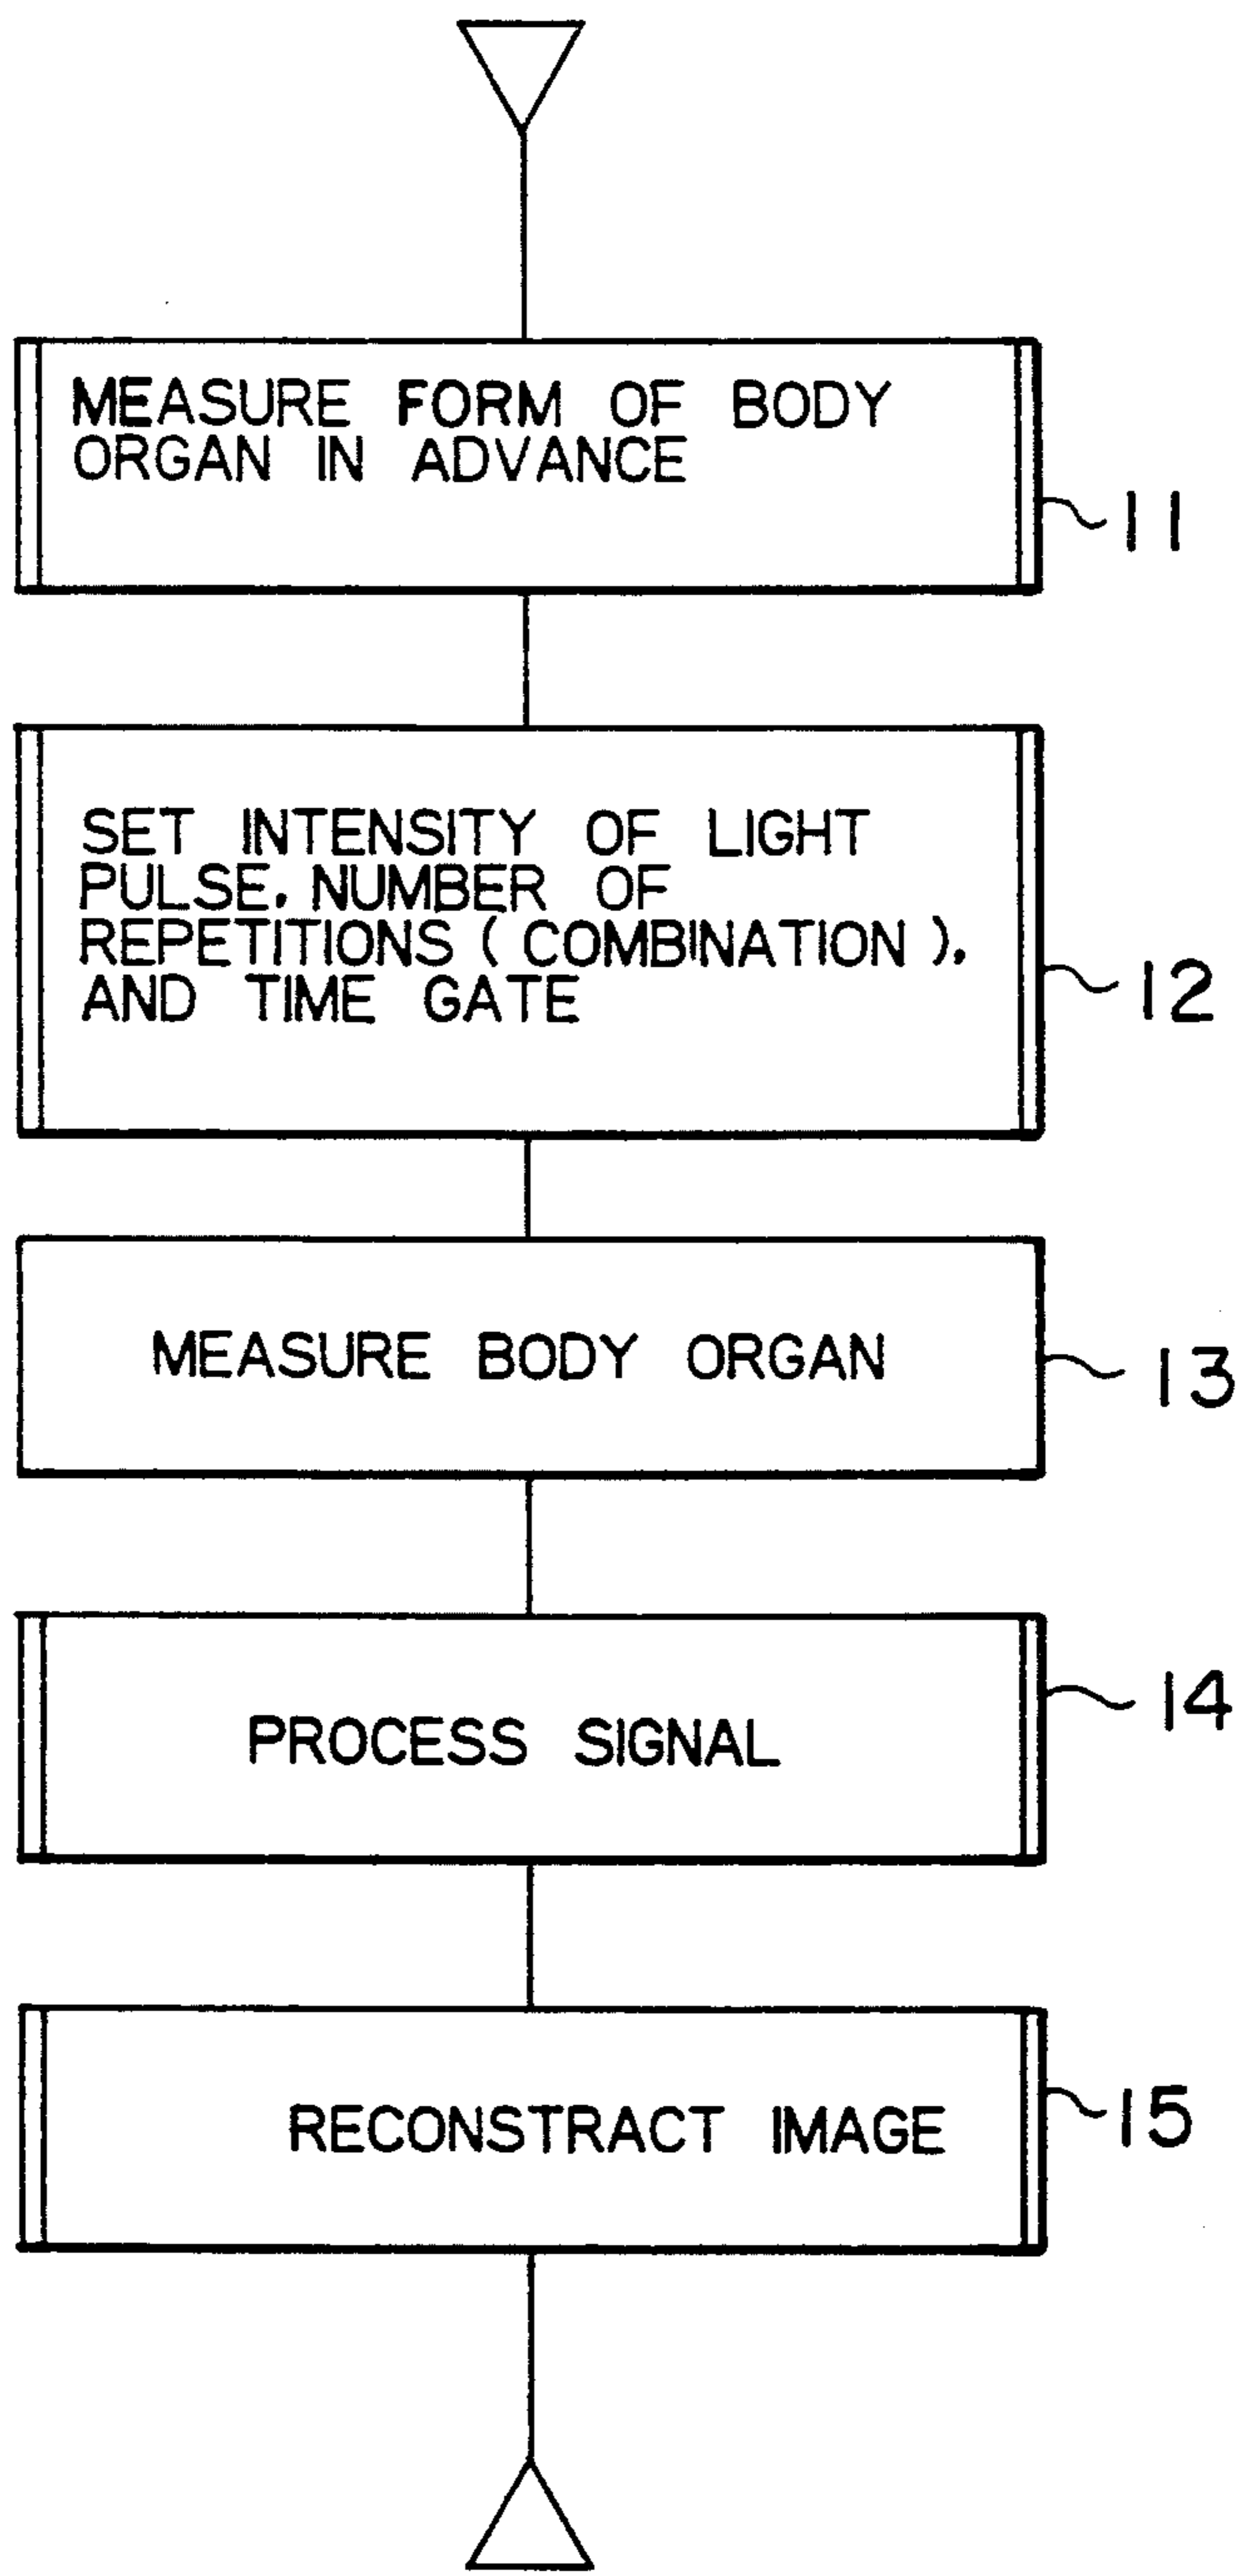 MEASURE FORM OF BODY
ORGAN IN ADVANCE
11
SET INTENSITY OF LIGHT
PULSE, NUMBER OF
REPETITIONS (COMBINATION),
AND TIME GATE
12
MEASURE BODY ORGAN
13
PROCESS SIGNAL
14
RECONSTRACT IMAGE
15